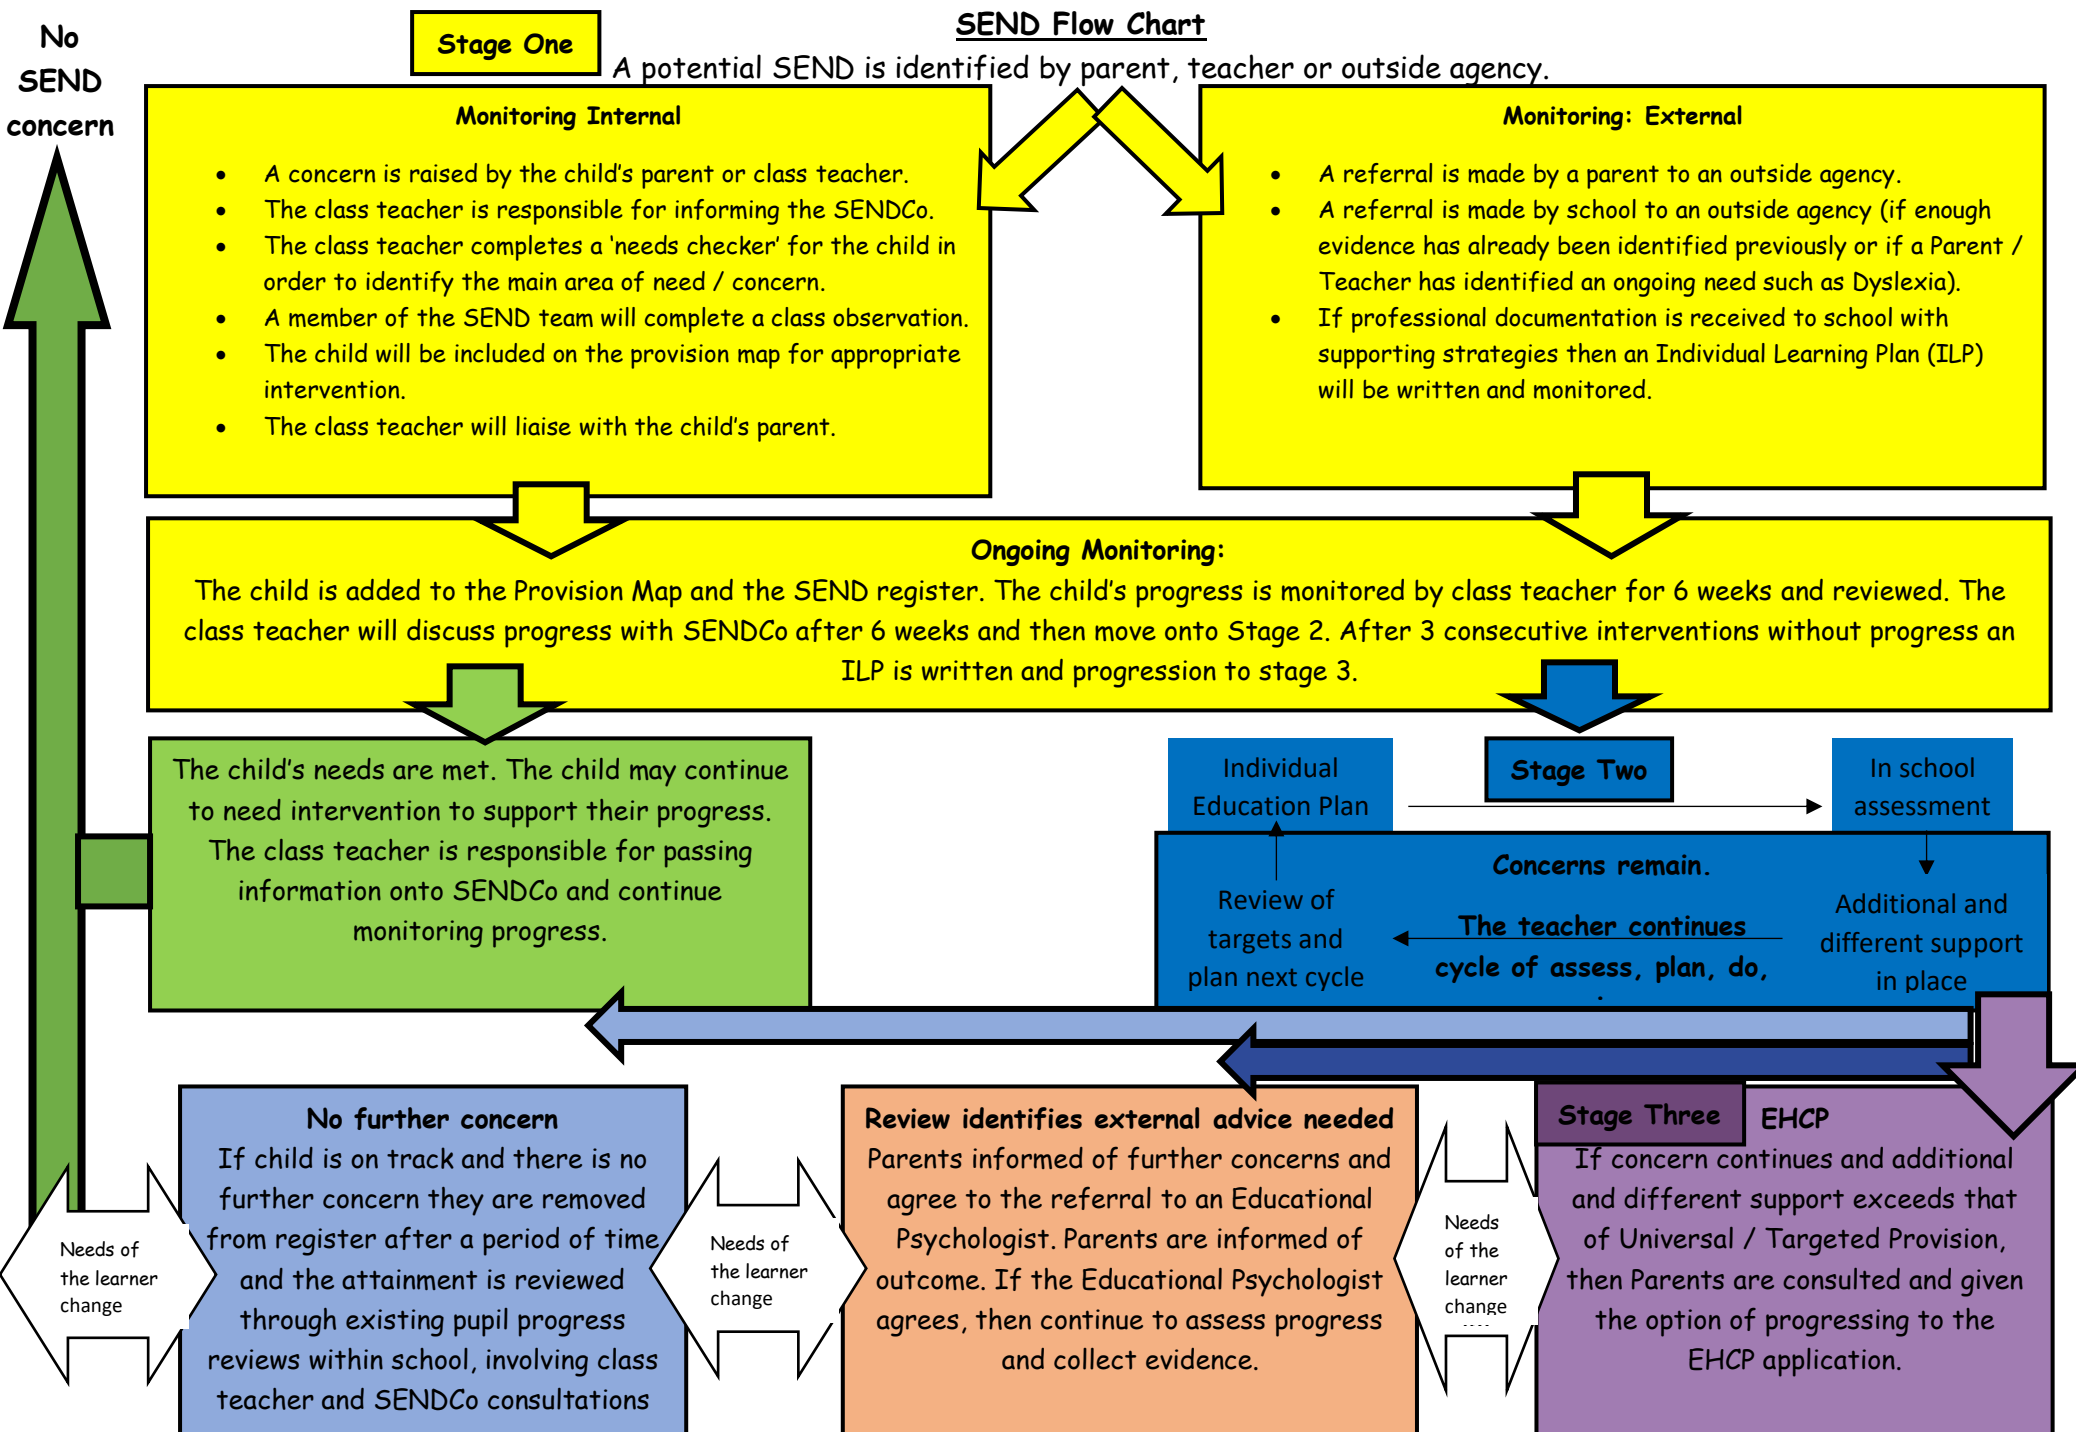 No
SEND
concern
Stage One
SEND Flow Chart
A potential SEND is identified by parent, teacher or outside agency.
Monitoring Internal
• A concern is raised by the child’s parent or class teacher.
• The class teacher is responsible for informing the SENDCo.
• The class teacher completes a ‘needs checker’ for the child in
order to identify the main area of need / concern.
• A member of the SEND team will complete a class observation.
• The child will be included on the provision map for appropriate
intervention.
• The class teacher will liaise with the child’s parent.
Monitoring: External
• A referral is made by a parent to an outside agency.
• A referral is made by school to an outside agency (if enough
evidence has already been identified previously or if a Parent /
Teacher has identified an ongoing need such as Dyslexia).
• If professional documentation is received to school with
supporting strategies then an Individual Learning Plan (ILP)
will be written and monitored.
Ongoing Monitoring:
The child is added to the Provision Map and the SEND register. The child’s progress is monitored by class teacher for 6 weeks and reviewed. The
class teacher will discuss progress with SENDCo after 6 weeks and then move onto Stage 2. After 3 consecutive interventions without progress an
ILP is written and progression to stage 3.
The child’s needs are met. The child may continue
to need intervention to support their progress.
The class teacher is responsible for passing
information onto SENDCo and continue
monitoring progress.
Individual
Education Plan
Stage Two
In school
assessment
Concerns remain.
The teacher continues
cycle of assess, plan, do,
Review of
targets and
plan next cycle
Additional and
different support
in place
Needs of
the learner
change
No further concern
If child is on track and there is no
further concern they are removed
from register after a period of time
and the attainment is reviewed
through existing pupil progress
reviews within school, involving class
teacher and SENDCo consultations
Needs of
the learner
change
Review identifies external advice needed
Parents informed of further concerns and
agree to the referral to an Educational
Psychologist. Parents are informed of
outcome. If the Educational Psychologist
agrees, then continue to assess progress
and collect evidence.
Needs
of the
learner
change
Stage Three
EHCP
If concern continues and additional
and different support exceeds that
of Universal / Targeted Provision,
then Parents are consulted and given
the option of progressing to the
EHCP application.